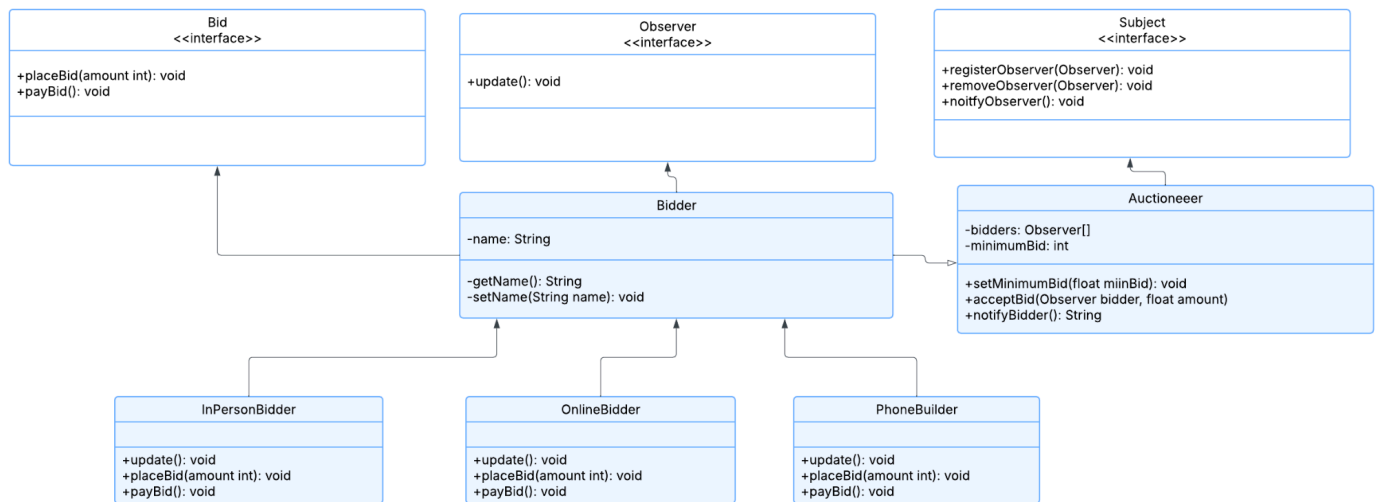 Bid
<<interface>>
+placeBid(amount int): void
+payBid(): void
Observer
<<interface>>
+update(): void
Subject
<<interface>>
+registerObserver(Observer): void
+removeObserver(Observer): void
+noitfyObserver(): void
Bidder
-name: String
-getName(): String
-setName(String name): void
Auctioneeer
-bidders: Observer[]
-minimumBid: int
+setMinimumBid(float miinBid): void
+acceptBid(Observer bidder, float amount)
+notifyBidder(): String
InPersonBidder
+update(): void
+placeBid(amount int): void
+payBid(): void
OnlineBidder
+update(): void
+placeBid(amount int): void
+payBid(): void
PhoneBuilder
+update(): void
+placeBid(amount int): void
+payBid(): void